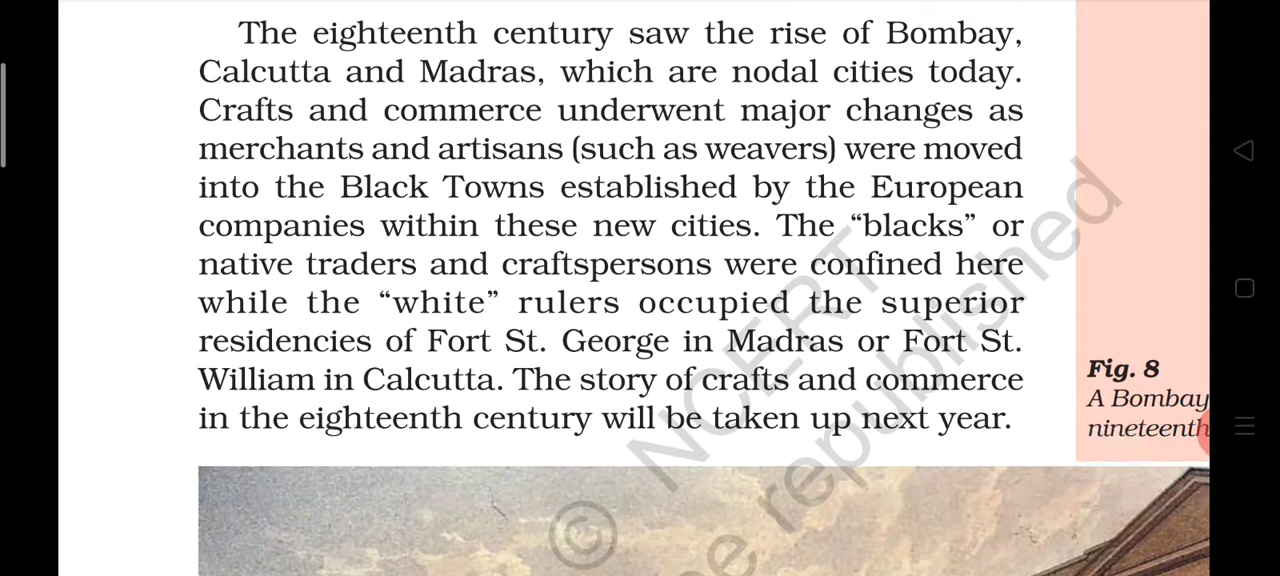 The eighteenth century saw the rise of Bombay,
Calcutta and Madras, which are nodal cities today.
Crafts and commerce underwent major changes as
merchants and artisans (such as weavers) were moved
into the Black Towns established by the European
companies within these new cities. The “blacks” or
native traders and craftspersons were confined here
while the “white” rulers occupied the superior
residencies of Fort St. George in Madras or Fort St.
William in Calcutta. The story of crafts and commerce
in the eighteenth century will be taken up next year.
Fig. 8
A Bombay
nineteenth
© NCERT
republished